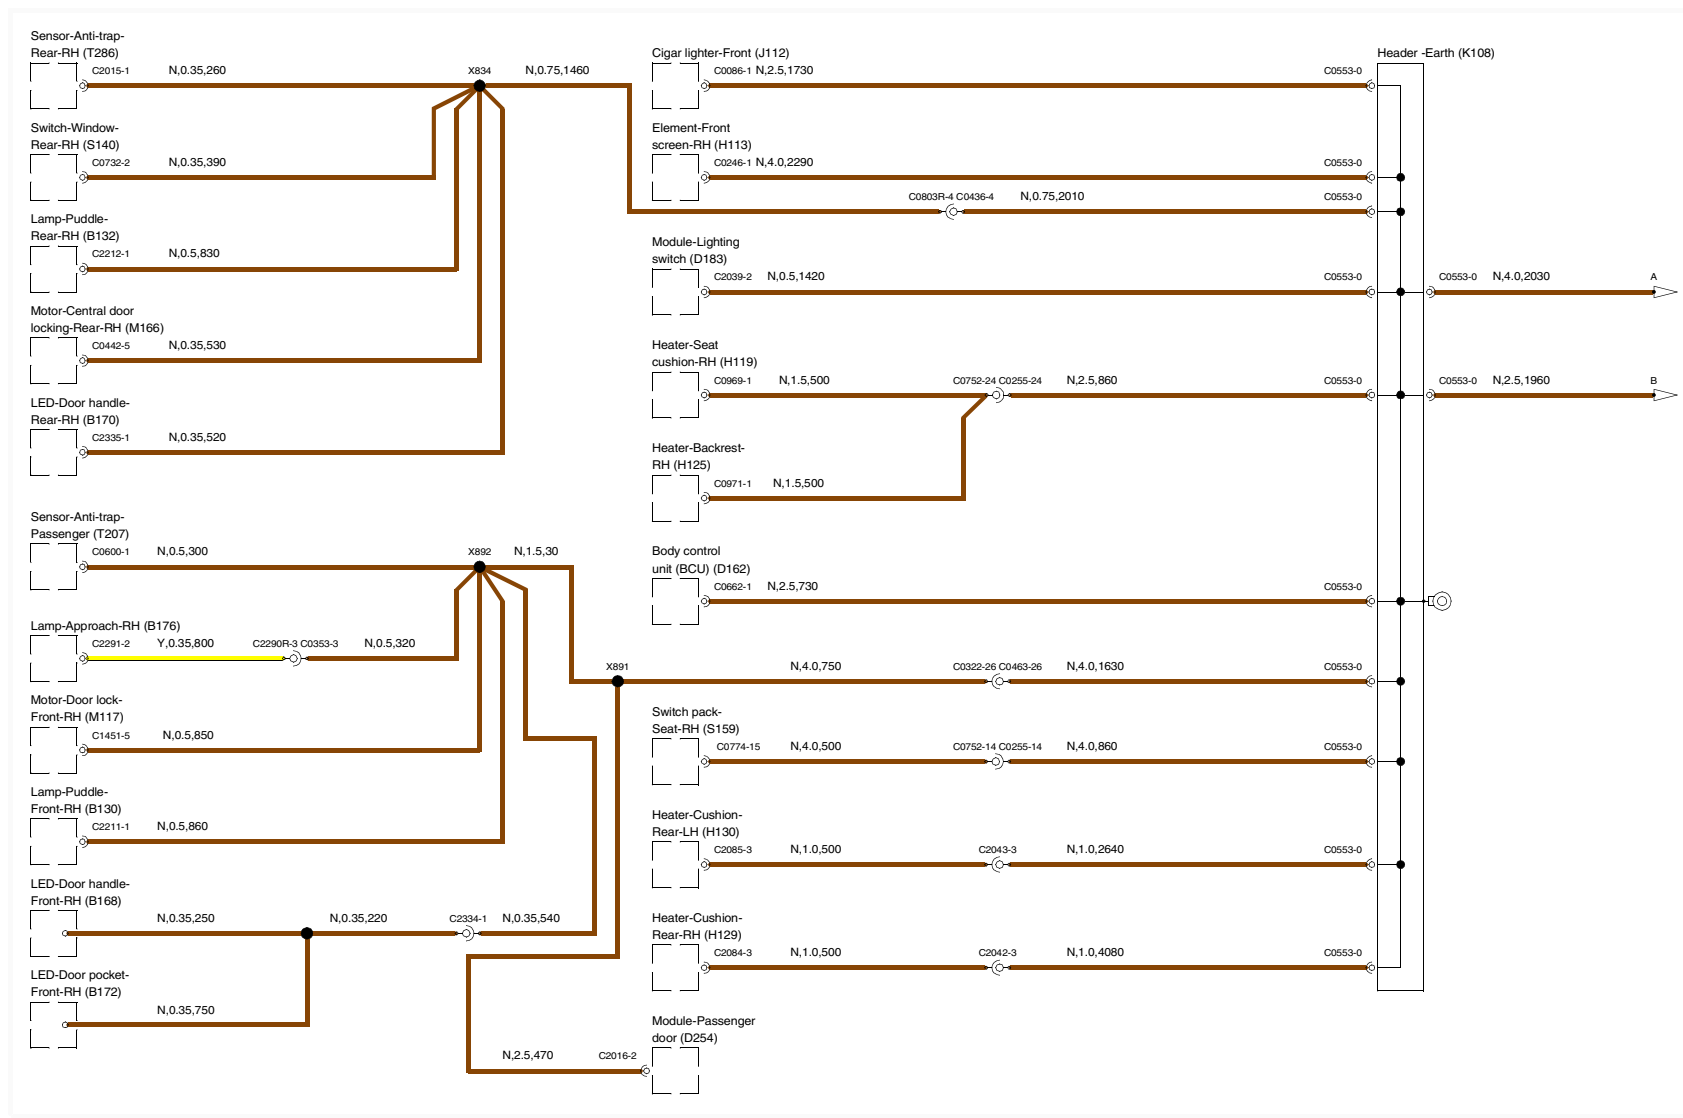 Sensor-Anti-trap-
Rear-RH (T286)
C2015-1
N,0.35,260
X834
N,0.75,1460
Switch-Window-
Rear-RH (S140)
C0732-2
N,0.35,390
Lamp-Puddle-
Rear-RH (B132)
C2212-1
N,0.5,830
Motor-Central door
locking-Rear-RH (M166)
C0442-5
N,0.35,530
LED-Door handle-
Rear-RH (B170)
C2335-1
N,0.35,520
Sensor-Anti-trap-
Passenger (T207)
C0600-1
N,0.5,300
X892
N,1.5,30
Lamp-Approach-RH (B176)
C2291-2
Y,0.35,800
C2290R-3 C0353-3
N,0.5,320
Motor-Door lock-
Front-RH (M117)
C1451-5
N,0.5,850
Lamp-Puddle-
Front-RH (B130)
C2211-1
N,0.5,860
LED-Door handle-
Front-RH (B168)
N,0.35,250
N,0.35,220
C2334-1
N,0.35,540
LED-Door pocket-
Front-RH (B172)
N,0.35,750
Cigar lighter-Front (J112)
C0086-1 N,2.5,1730
C0553-0
Header -Earth (K108)
Element-Front
screen-RH (H113)
C0246-1 N,4.0,2290
C0553-0
C0803R-4 C0436-4
N,0.75,2010
C0553-0
Module-Lighting
switch (D183)
C2039-2
N,0.5,1420
C0553-0
C0553-0
N,4.0,2030
A
Heater-Seat
cushion-RH (H119)
C0969-1
N,1.5,500
C0752-24 C0255-24
N,2.5,860
C0553-0
C0553-0
N,2.5,1960
B
Heater-Backrest-
RH (H125)
C0971-1
N,1.5,500
Body control
unit (BCU) (D162)
C0662-1
N,2.5,730
C0553-0
X891
N,4.0,750
C0322-26 C0463-26
N,4.0,1630
C0553-0
Switch pack-
Seat-RH (S159)
C0774-15
N,4.0,500
C0752-14 C0255-14
N,4.0,860
C0553-0
Heater-Cushion-
Rear-LH (H130)
C2085-3
N,1.0,500
C2043-3
N,1.0,2640
C0553-0
Heater-Cushion-
Rear-RH (H129)
C2084-3
N,1.0,500
C2042-3
N,1.0,4080
C0553-0
Module-Passenger
door (D254)
N,2.5,470
C2016-2